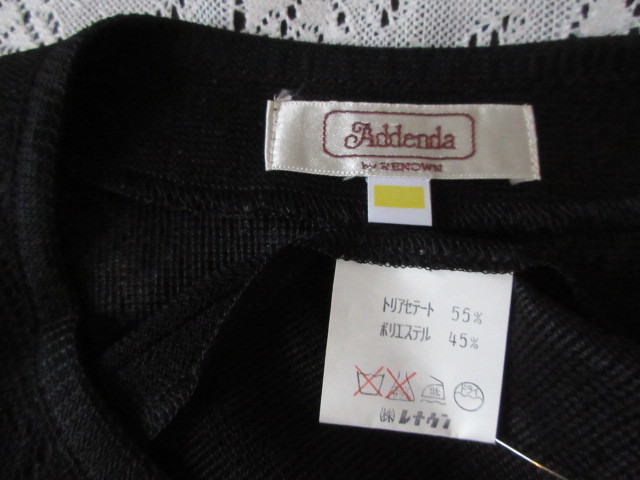 Addenda
by RENOWN
トリアセテート 55%
ポリエステル 45%
(株)レナウン